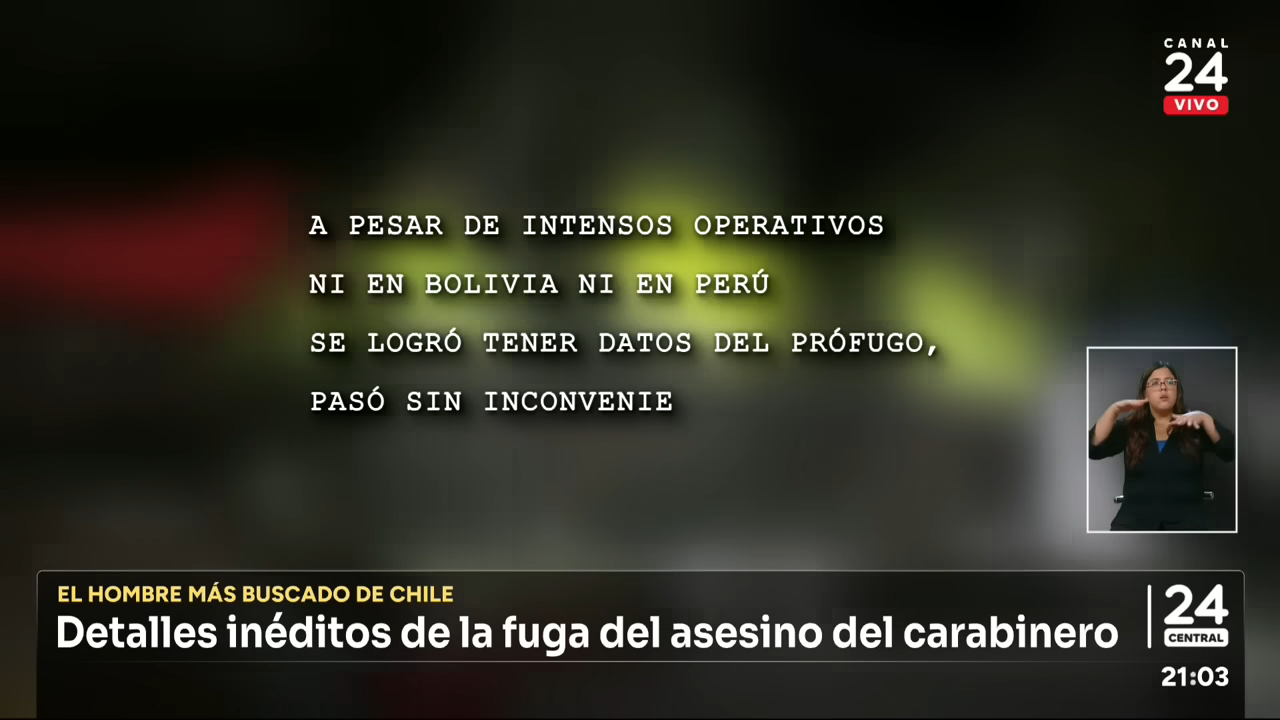 CANAL
24
VIVO
A PESAR DE INTENSOS OPERATIVOS
NI EN BOLIVIA NI EN PERÚ
SE LOGRÓ TENER DATOS DEL PRÓFUGO,
PASÓ SIN INCONVENIE
EL HOMBRE MÁS BUSCADO DE CHILE
Detalles inéditos de la fuga del asesino del carabinero
24
CENTRAL
21:03